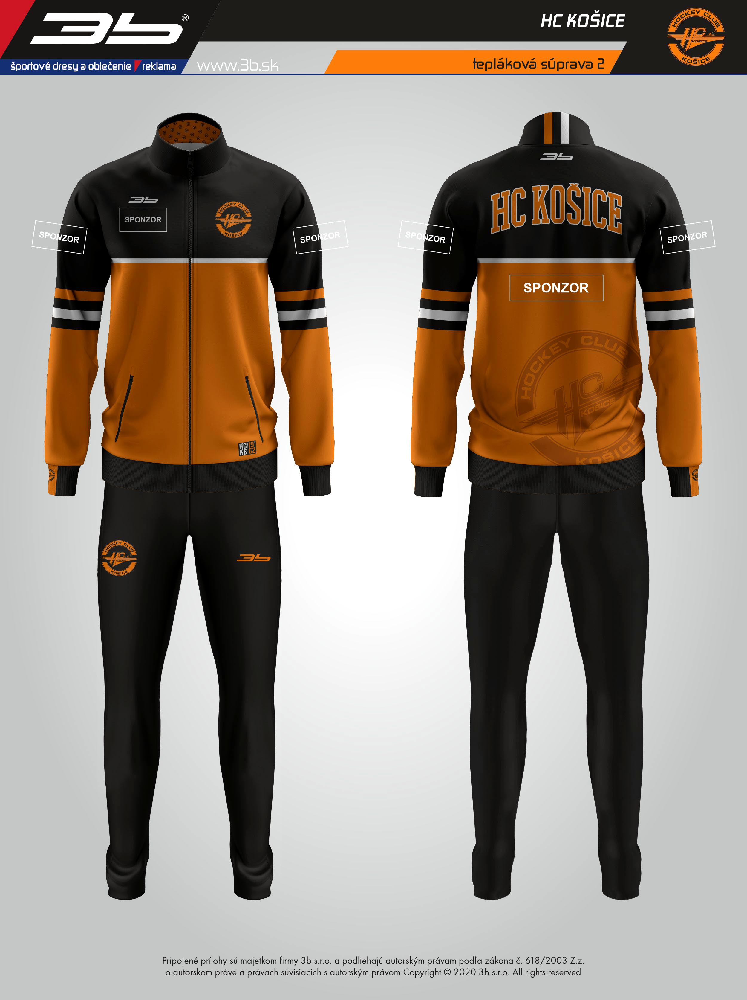 3b®
HC KOŠICE
HOCKEY CLUB
HC
KOŠICE
KOŠICE
športové dresy a oblečenie reklama
www.3b.sk
tepláková súprava 2
3b
SPONZOR
HOCKEY CLUB
HC
KOŠICE
KOŠICE
SPONZOR
SPONZOR
HC 19
KE 62
3b
HC KOŠICE
SPONZOR
SPONZOR
SPONZOR
HOCKEY CLUB
HC
KOŠICE
KOŠICE
HOCKEY CLUB
HC
KOŠICE
KOŠICE
3b
Pripojené prílohy sú majetkom firmy 3b s.r.o. a podliehajú autorským právam podľa zákona č. 618/2003 Z.z.
o autorskom práve a právach súvisiacich s autorským právom Copyright © 2020 3b s.r.o. All rights reserved